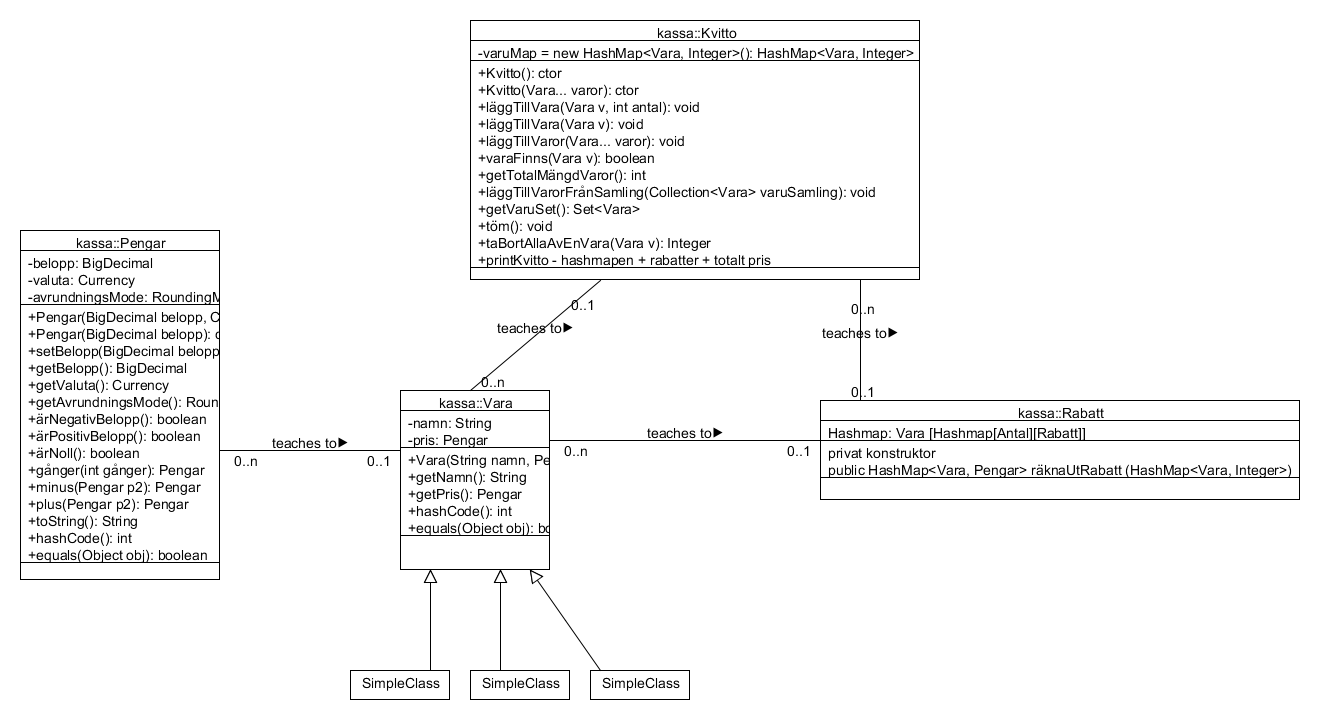 kassa::Kvitto
-varuMap = new HashMap<Vara, Integer>(): HashMap<Vara, Integer>
+Kvitto(): ctor
+Kvitto(Vara... varor): ctor
+läggTillVara(Vara v, int antal): void
+läggTillVara(Vara v): void
+läggTillVaror(Vara... varor): void
+varaFinns(Vara v): boolean
+getTotalMängdVaror(): int
+läggTillVarorFrånSamling(Collection<Vara> varuSamling): void
+getVaruSet(): Set<Vara>
+töm(): void
+taBortAllaAvEnVara(Vara v): Integer
+printKvitto - hashmapen + rabatter + totalt pris
kassa::Pengar
-belopp: BigDecimal
-valuta: Currency
-avrundningsMode: RoundingM
+Pengar(BigDecimal belopp, C
+Pengar(BigDecimal belopp): c
+setBelopp(BigDecimal belopp
+getBelopp(): BigDecimal
+getValuta(): Currency
+getAvrundningsMode(): Roun
+ärNegativBelopp(): boolean
+ärPositivBelopp(): boolean
+ärNoll(): boolean
+gånger(int gånger): Pengar
+minus(Pengar p2): Pengar
+plus(Pengar p2): Pengar
+toString(): String
+hashCode(): int
+equals(Object obj): boolean
teaches to▶
0..n
0..1
0..1
teaches to▶
0..n
0..n
teaches to▶
0..1
kassa::Vara
-namn: String
-pris: Pengar
+Vara(String namn, Pe
+getNamn(): String
+getPris(): Pengar
+hashCode(): int
+equals(Object obj): bo
teaches to▶
0..n
0..1
kassa::Rabatt
Hashmap: Vara [Hashmap[Antal][Rabatt]]
privat konstruktor
public HashMap<Vara, Pengar> räknaUtRabatt (HashMap<Vara, Integer>)
SimpleClass
SimpleClass
SimpleClass